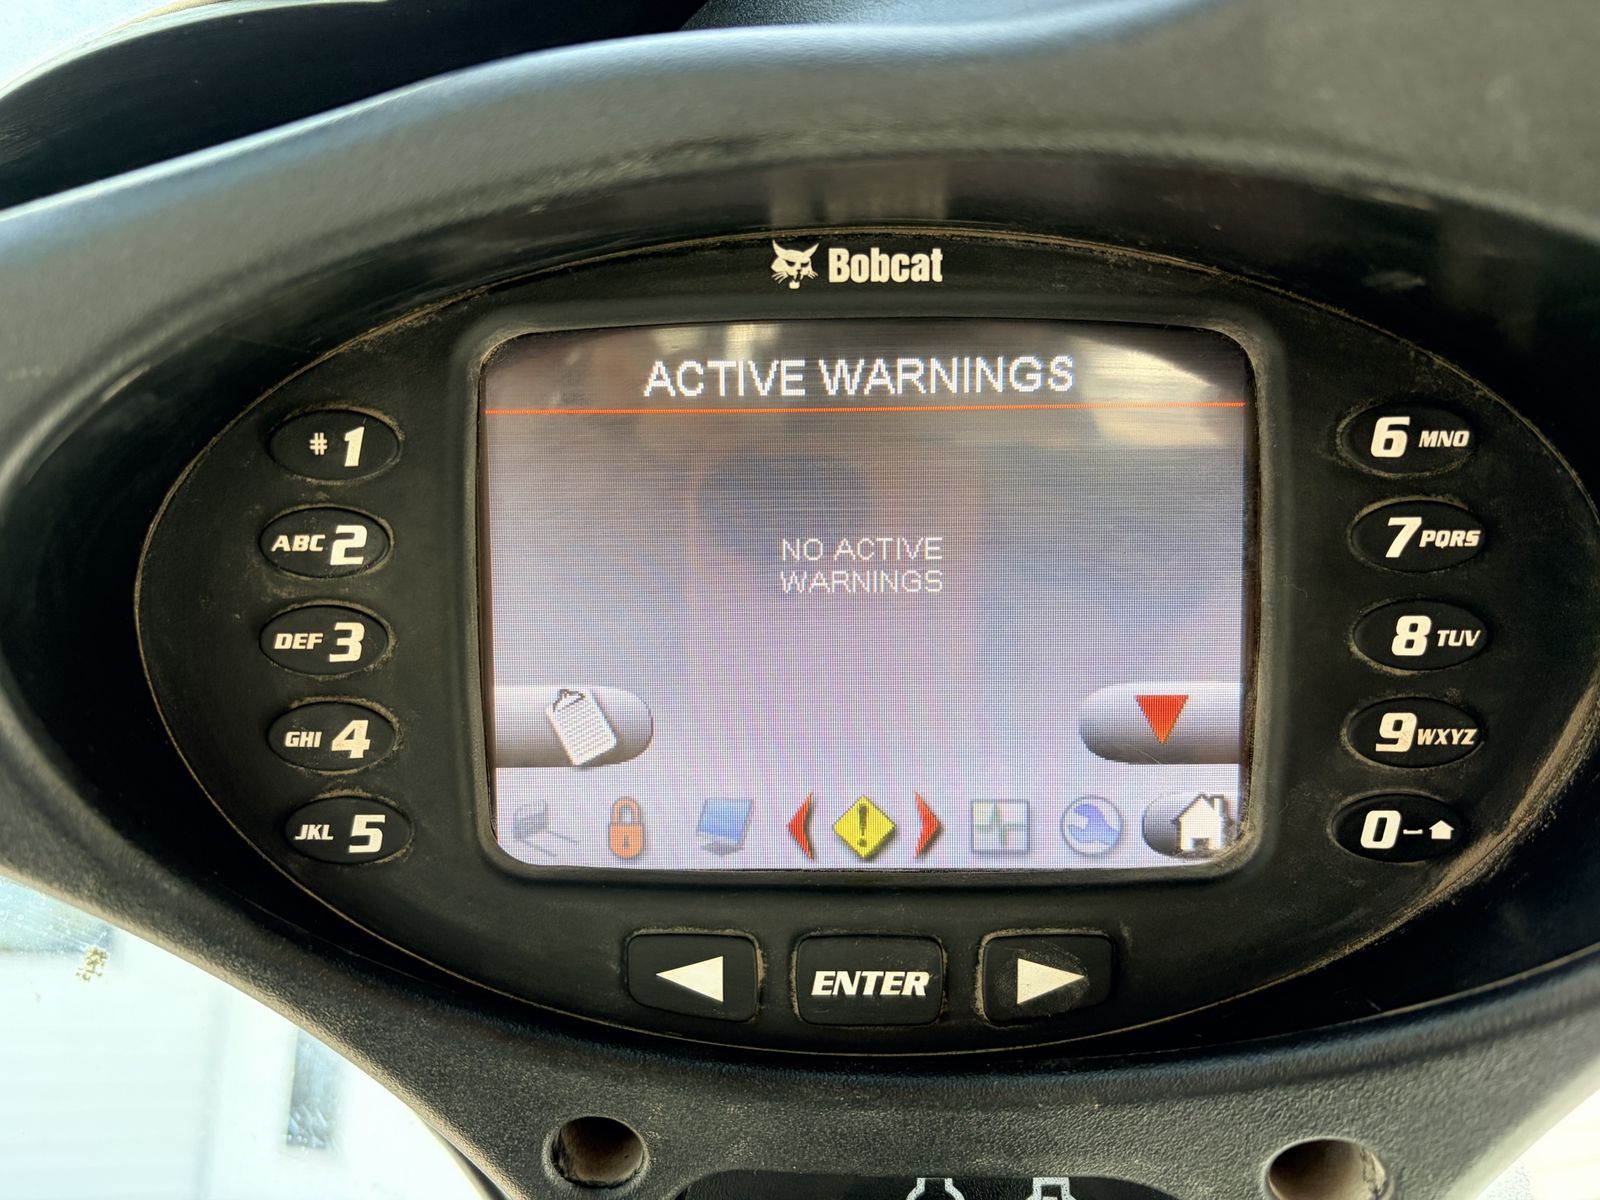 Bobcat
ACTIVE WARNINGS
NO ACTIVE
WARNINGS
# 1
ABC 2
DEF 3
GHI 4
JKL 5
6 MNO
7 PQRS
8 TUV
9 WXYZ
0 -
ENTER